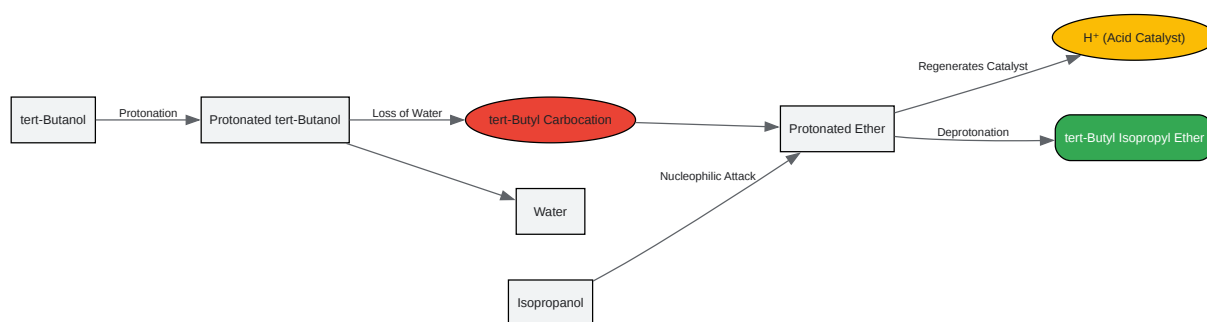 H⁺ (Acid Catalyst)
Regenerates Catalyst
tert-Butanol
Protonation
Protonated tert-Butanol
Loss of Water
tert-Butyl Carbocation
Protonated Ether
Deprotonation
tert-Butyl Isopropyl Ether
Nucleophilic Attack
Water
Isopropanol